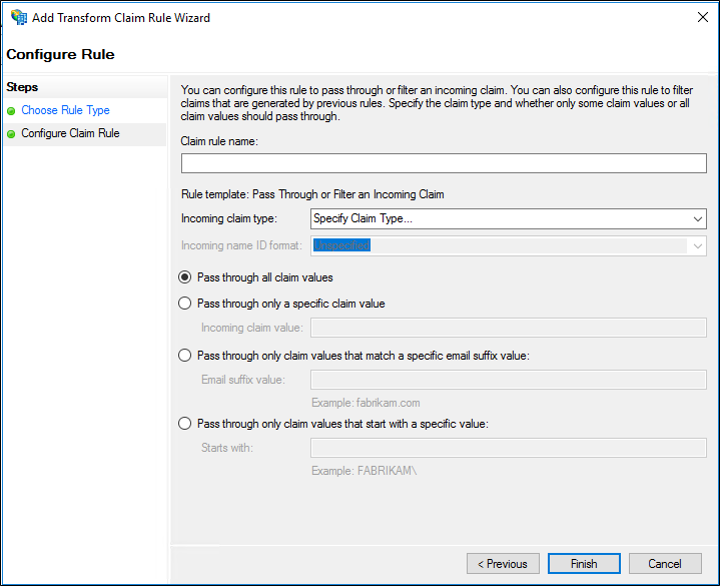 Add Transform Claim Rule Wizard
Configure Rule
Steps
Choose Rule Type
Configure Claim Rule
You can configure this rule to pass through or filter an incoming claim. You can also configure this rule to filter
claims that are generated by previous rules. Specify the claim type and whether only some claim values or all
claim values should pass through.
Claim rule name:
Rule template: Pass Through or Filter an Incoming Claim
Incoming claim type: Specify Claim Type...
Incoming name ID format: Unspecified
Pass through all claim values
Pass through only a specific claim value
Incoming claim value:
Pass through only claim values that match a specific email suffix value:
Email suffix value:
Example: fabrikam.com
Pass through only claim values that start with a specific value:
Starts with:
Example: FABRIKAM\
< Previous Finish Cancel